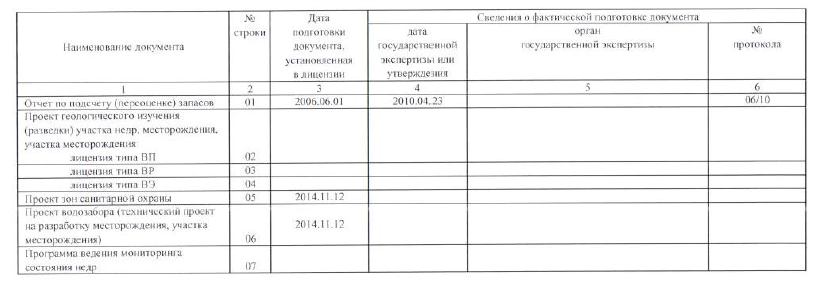 Наименование документа
№
строки
Дата
подготовки
документа,
установленная
в лицензии
Сведения о фактической подготовке документа
дата
государственной
экспертизы или
утверждения
орган
государственной экспертизы
№
протокола
1 2 3 4 5 6
Отчет по подсчету (переоценке) запасов 01 2006.06.01 2010.04.23 06/10
Проект геологического изучения
(разведки) участка недр, месторождения,
участка месторождения
лицензия типа ВП 02
лицензия типа ВР 03
лицензия типа ВЭ 04
Проект зон санитарной охраны 05 2014.11.12
Проект водозабора (технический проект
на разработку месторождения, участка 2014.11.12
месторождения) 06
Программа ведения мониторинга
состояния недр 07